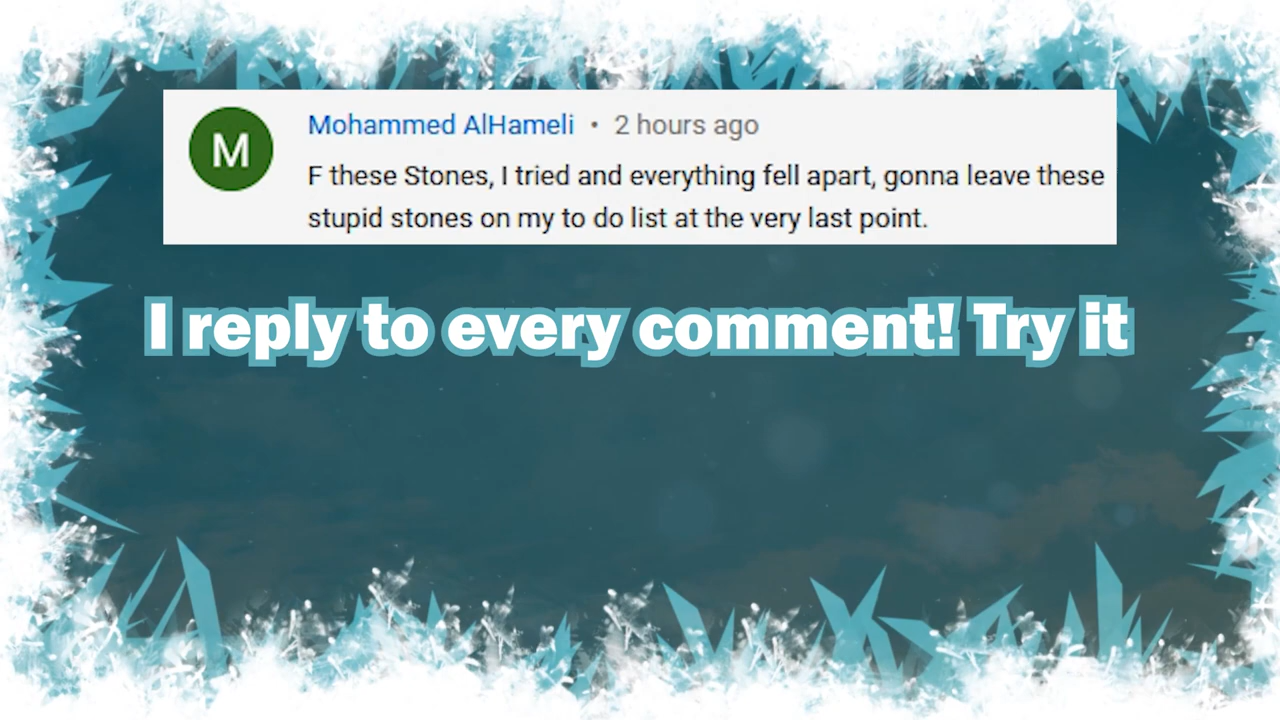 M
Mohammed AlHameli • 2 hours ago
F these Stones, I tried and everything fell apart, gonna leave these
stupid stones on my to do list at the very last point.
I reply to every comment! Try it